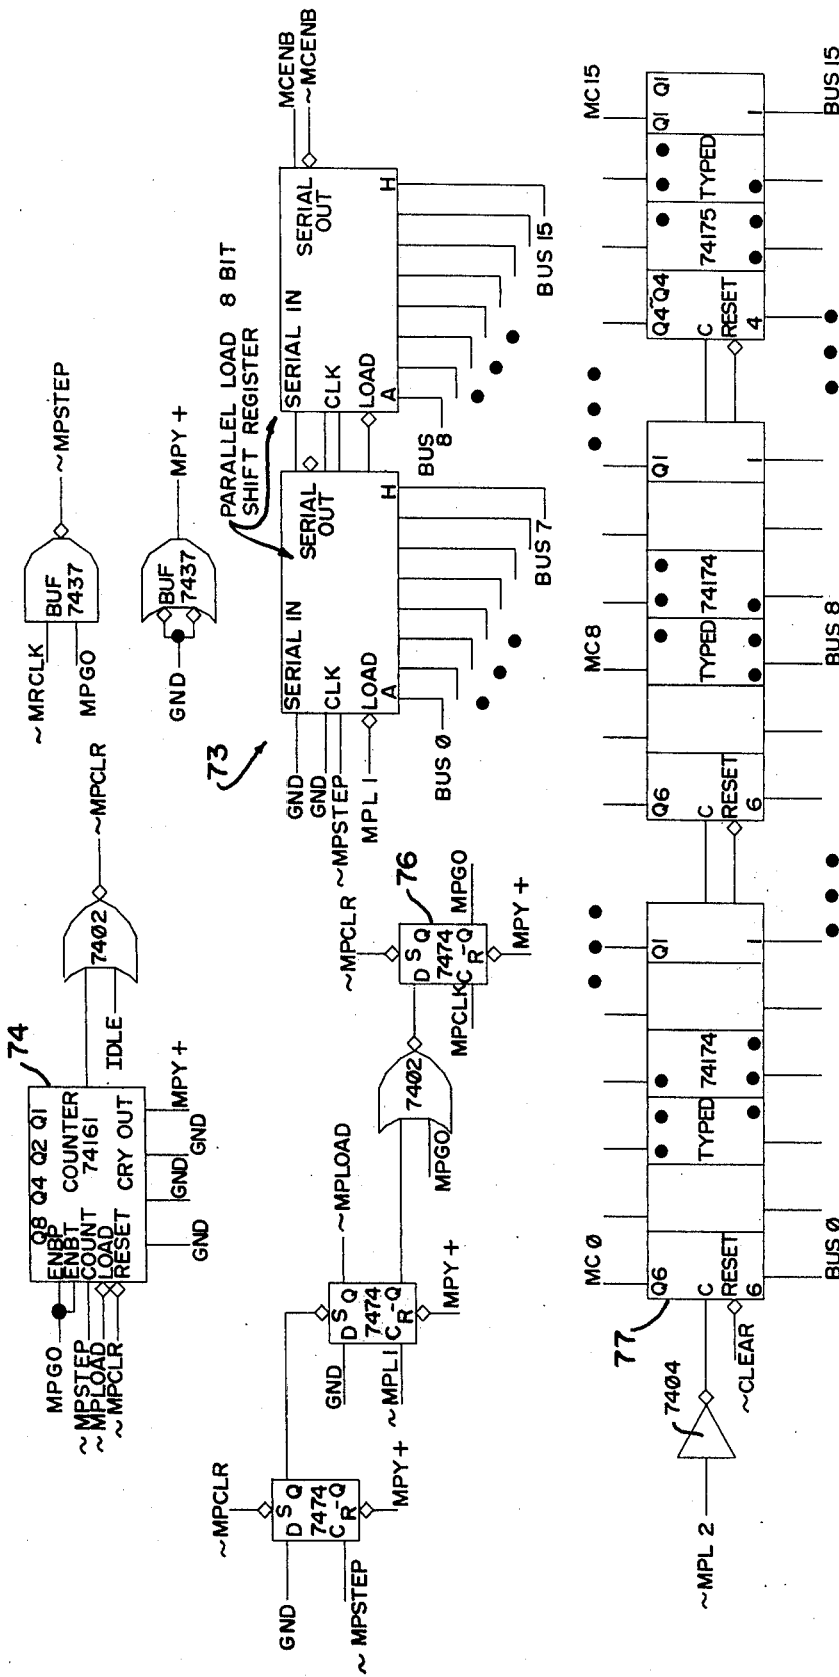 74
Q8 Q4 Q2 Q1
ENBP
ENBT COUNTER
COUNT 74161
LOAD
RESET CRY OUT
MPGO
~MPSTEP
~MPLOAD
~MPCLR
GND
GND
GND
MPY+
IDLE
7402
~MPCLR
~MRCLK
MPGO
BUF
7437
~MPSTEP
GND
BUF
7437
MPY+
~MPCLR
GND
~MPSTEP
D S Q
7474
C R ~Q
MPY+
GND
~MPL1
D S Q
7474
C R ~Q
~MPLOAD
MPY+
MPGO
7402
~MPCLR
76
D S Q
7474
C R ~Q
MPCLK
MPGO
MPY+
73
PARALLEL LOAD 8 BIT
SHIFT REGISTER
GND
GND
~MPSTEP
MPL1
SERIAL IN
CLK
LOAD
A
SERIAL
OUT
H
BUS 0
BUS 7
SERIAL IN
CLK
LOAD
A
SERIAL
OUT
H
BUS
8
BUS 15
MCENB
~MCENB
~MPL 2
7404
~CLEAR
77
MC0
Q6
C
RESET
6
TYPED 74174
Q1
1
BUS 0
MC8
Q6
C
RESET
6
TYPED 74174
Q1
1
BUS 8
MC15
Q4 ~Q4
C
RESET
4
74175 TYPED
Q1 Q1
1
BUS 15